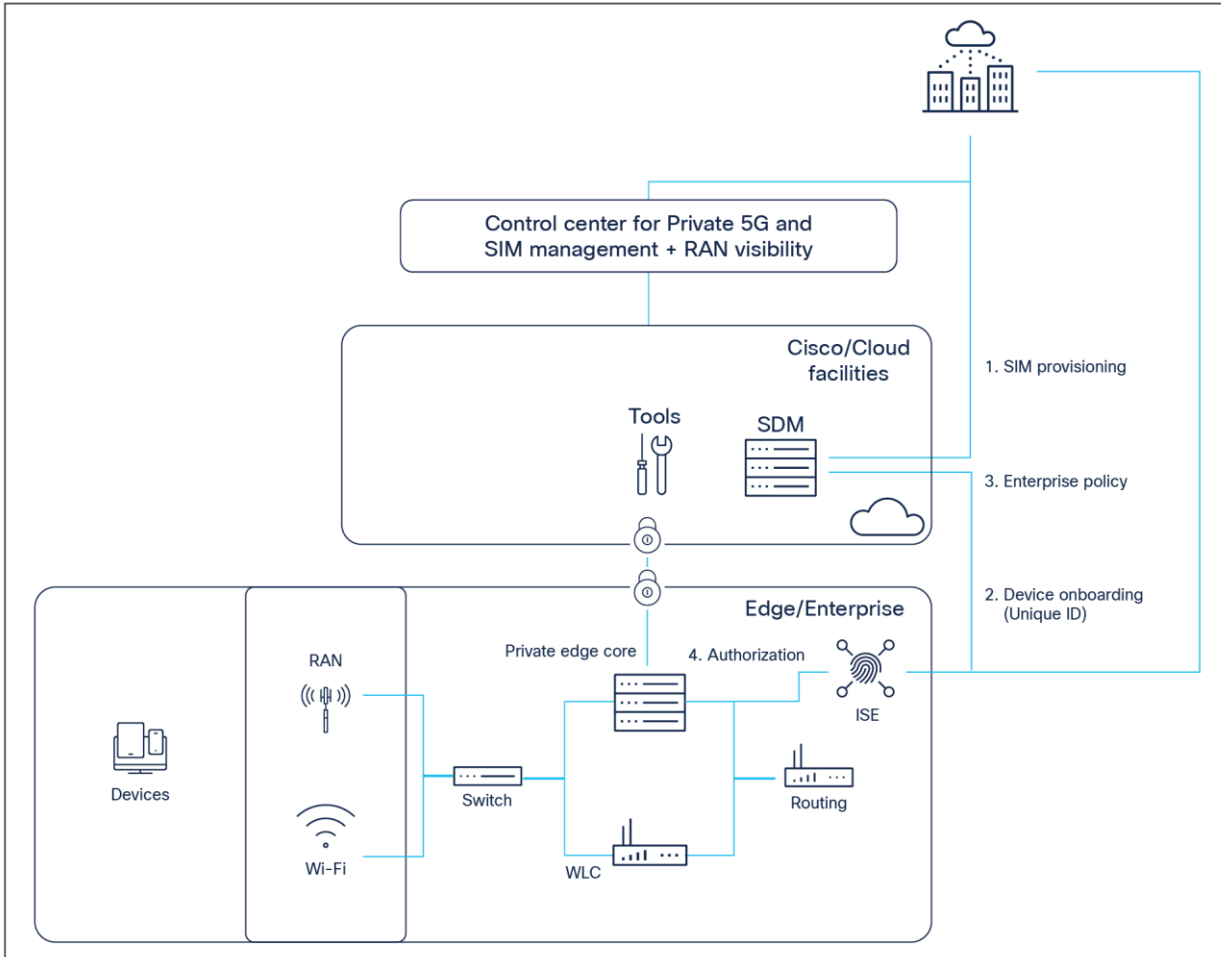 Control center for Private 5G and
SIM management + RAN visibility
Cisco/Cloud
facilities
1. SIM provisioning
Tools
SDM
3. Enterprise policy
2. Device onboarding
(Unique ID)
Edge/Enterprise
Private edge core
4. Authorization
RAN
ISE
Devices
Switch
Routing
Wi-Fi
WLC